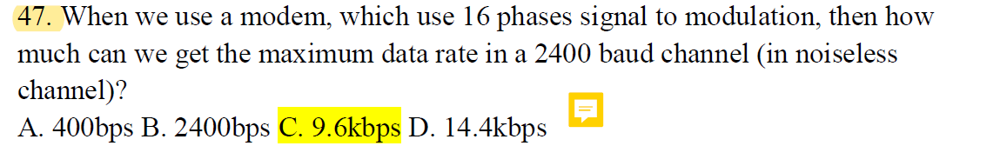 47. When we use a modem, which use 16 phases signal to modulation, then how
much can we get the maximum data rate in a 2400 baud channel (in noiseless
channel)?
A. 400bps B. 2400bps C. 9.6kbps D. 14.4kbps